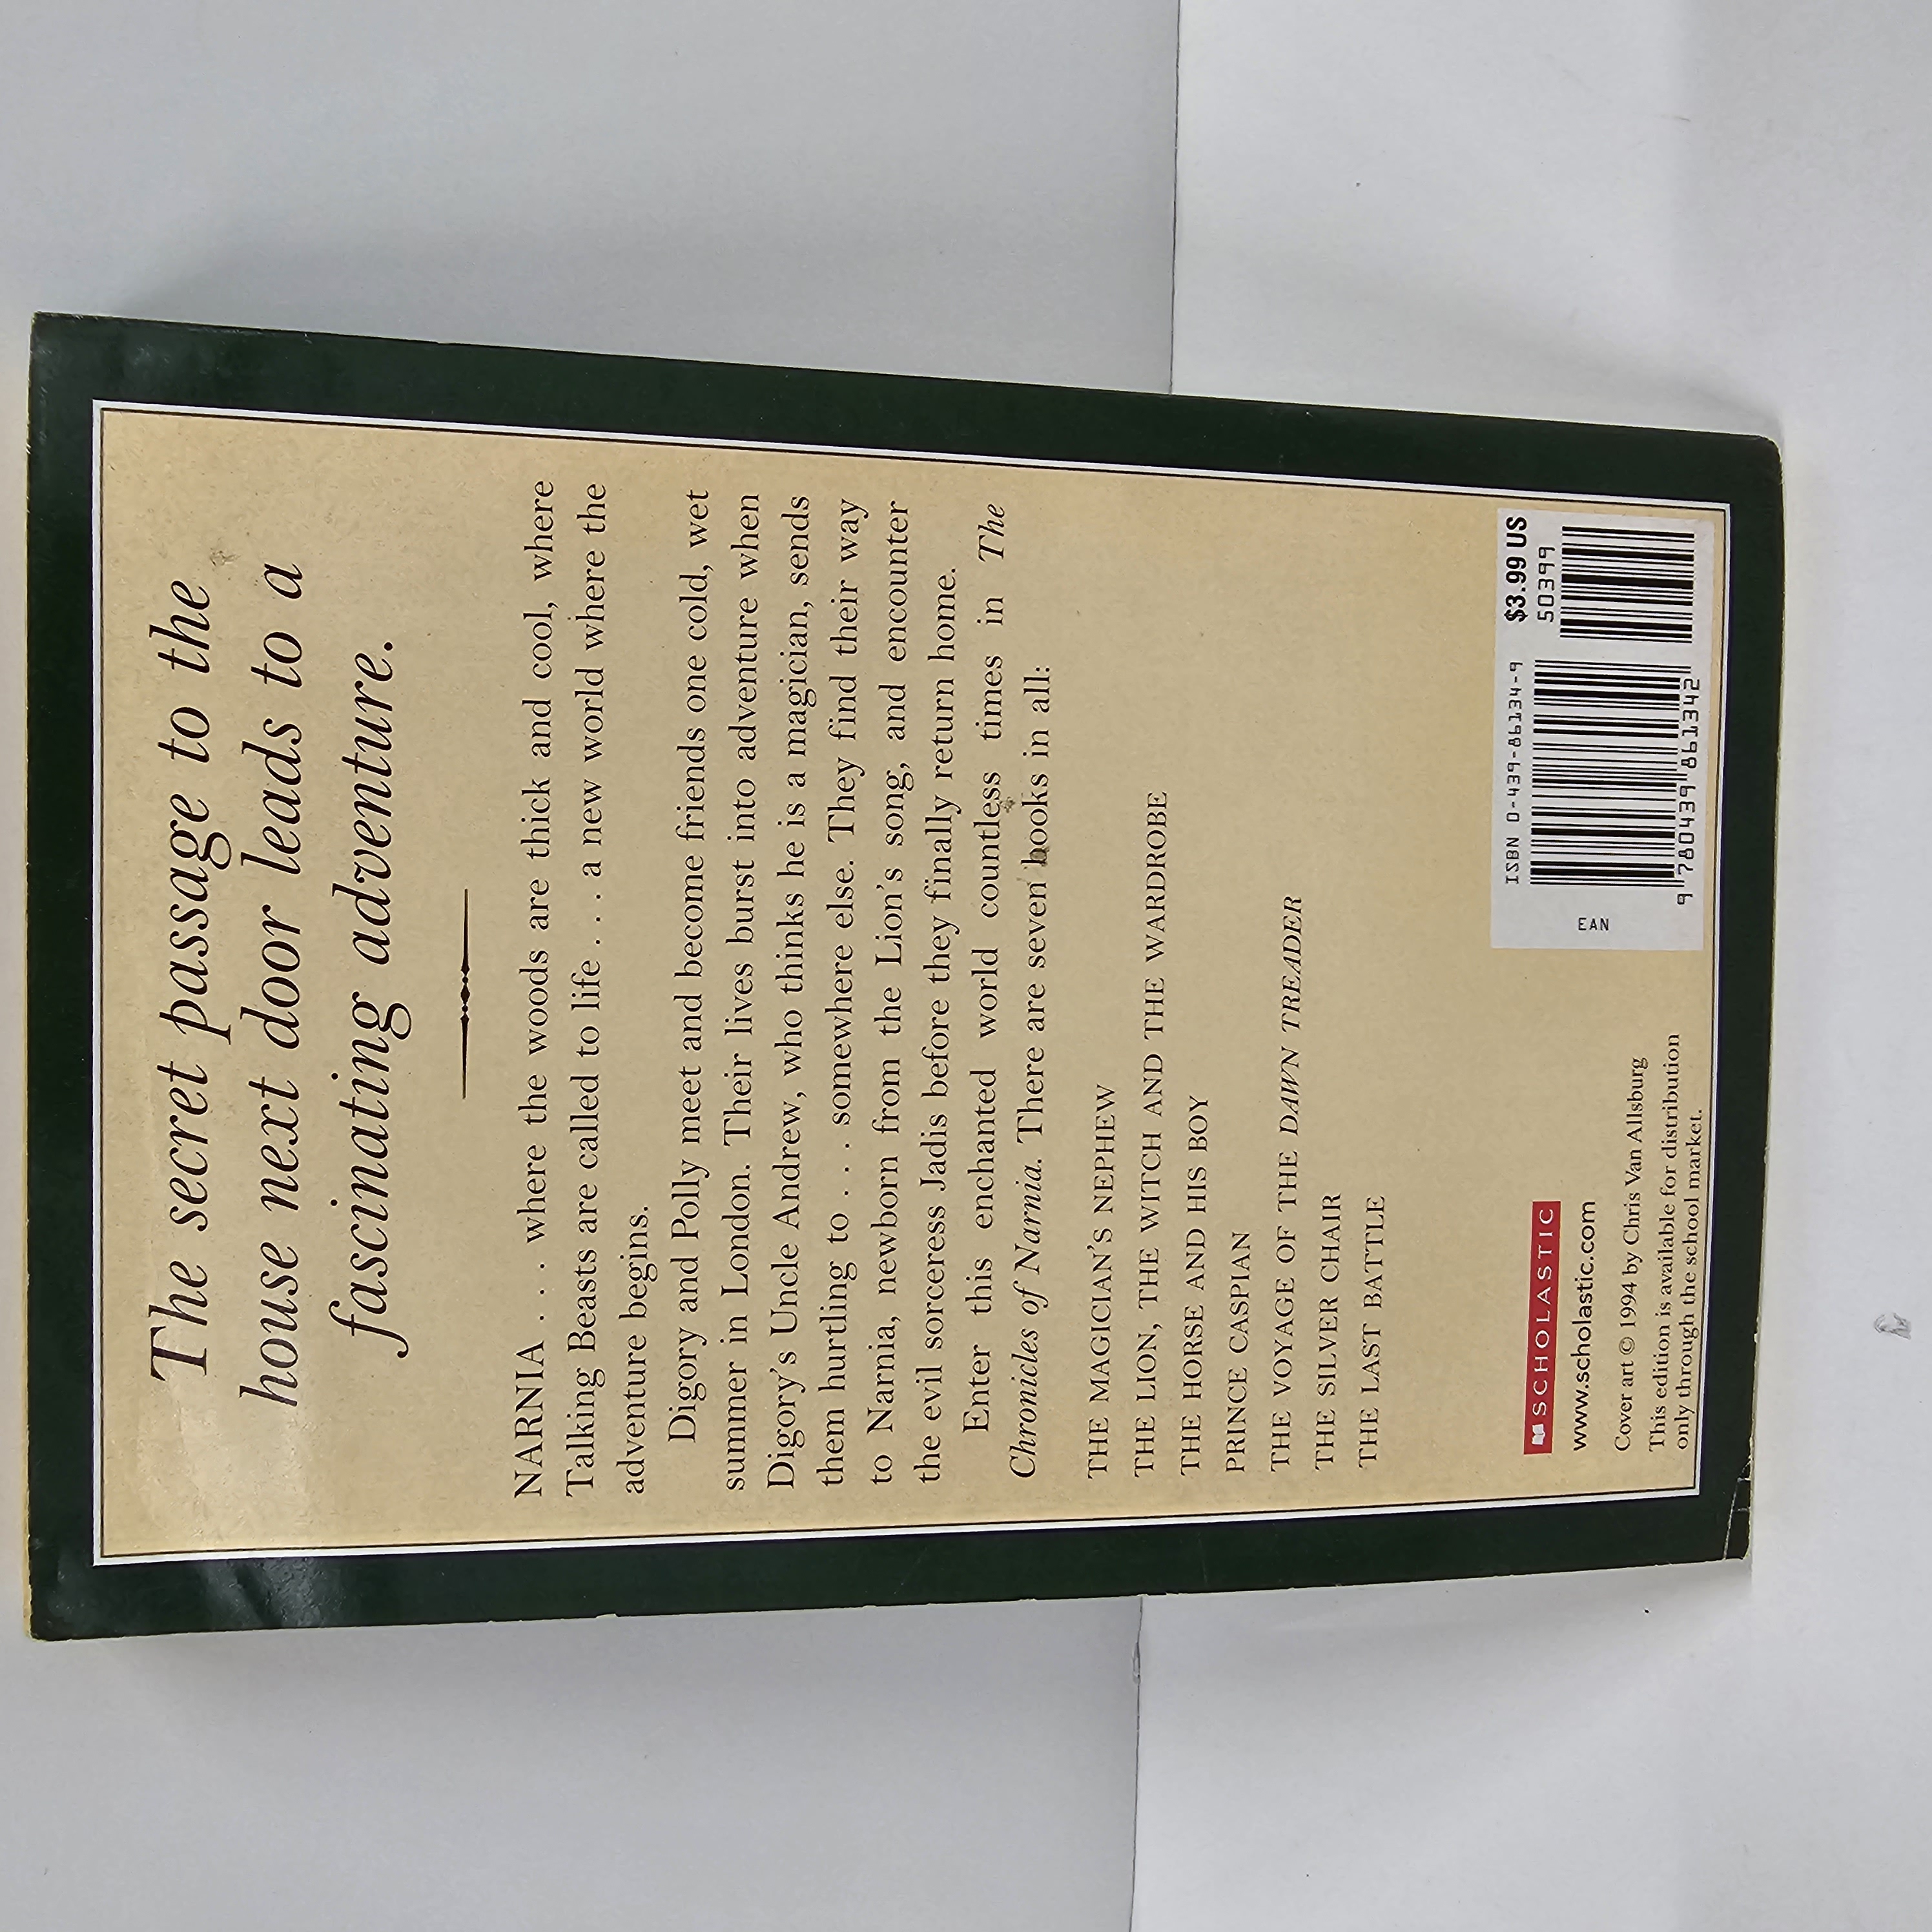 The secret passage to the
house next door leads to a
fascinating adventure.
NARNIA . . . where the woods are thick and cool, where
Talking Beasts are called to life . . . a new world where the
adventure begins.
Digory and Polly meet and become friends one cold, wet
summer in London. Their lives burst into adventure when
Digory's Uncle Andrew, who thinks he is a magician, sends
them hurtling to . . . somewhere else. They find their way
to Narnia, newborn from the Lion's song, and encounter
the evil sorceress Jadis before they finally return home.
Enter this enchanted world countless times in The
Chronicles of Narnia. There are seven books in all:
THE MAGICIAN'S NEPHEW
THE LION, THE WITCH AND THE WARDROBE
THE HORSE AND HIS BOY
PRINCE CASPIAN
THE VOYAGE OF THE DAWN TREADER
THE SILVER CHAIR
THE LAST BATTLE
SCHOLASTIC
www.scholastic.com
Cover art © 1994 by Chris Van Allsburg
This edition is available for distribution
only through the school market.
ISBN 0-439-86134-9
$3.99 US
50399
EAN
9 780439 861342